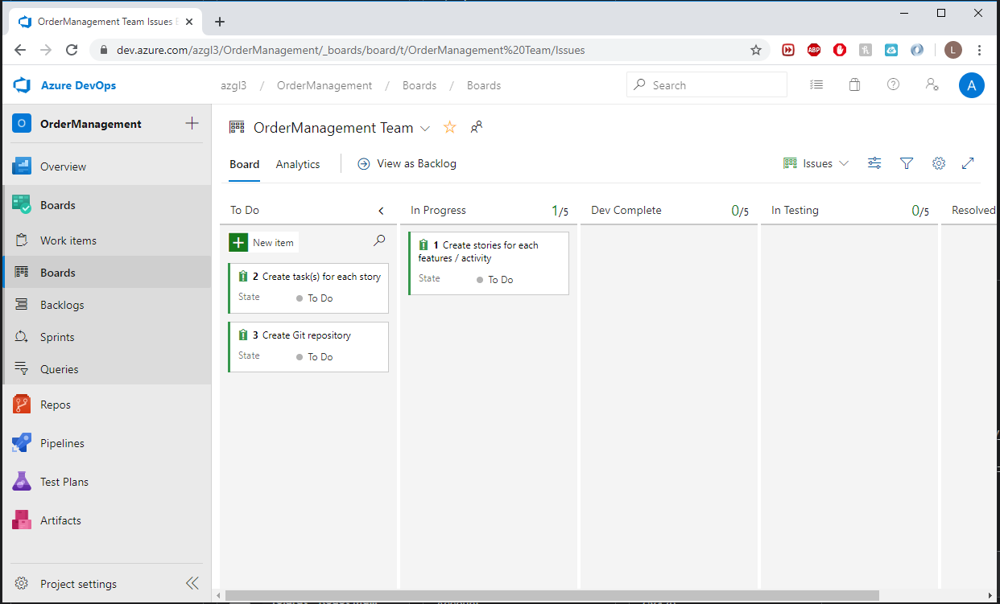 OrderManagement Team Issues
dev.azure.com/azgl3/OrderManagement/_boards/board/t/OrderManagement%20Team/Issues
ABP
L
Azure DevOps
azgl3 / OrderManagement / Boards / Boards
Search
A
O
OrderManagement
Overview
Boards
Work items
Boards
Backlogs
Sprints
Queries
Repos
Pipelines
Test Plans
Artifacts
Project settings
OrderManagement Team
Board
Analytics
View as Backlog
Issues
To Do
New item
2 Create task(s) for each story
State
To Do
3 Create Git repository
State
To Do
In Progress
1/5
1 Create stories for each
features / activity
State
To Do
Dev Complete
0/5
In Testing
0/5
Resolved